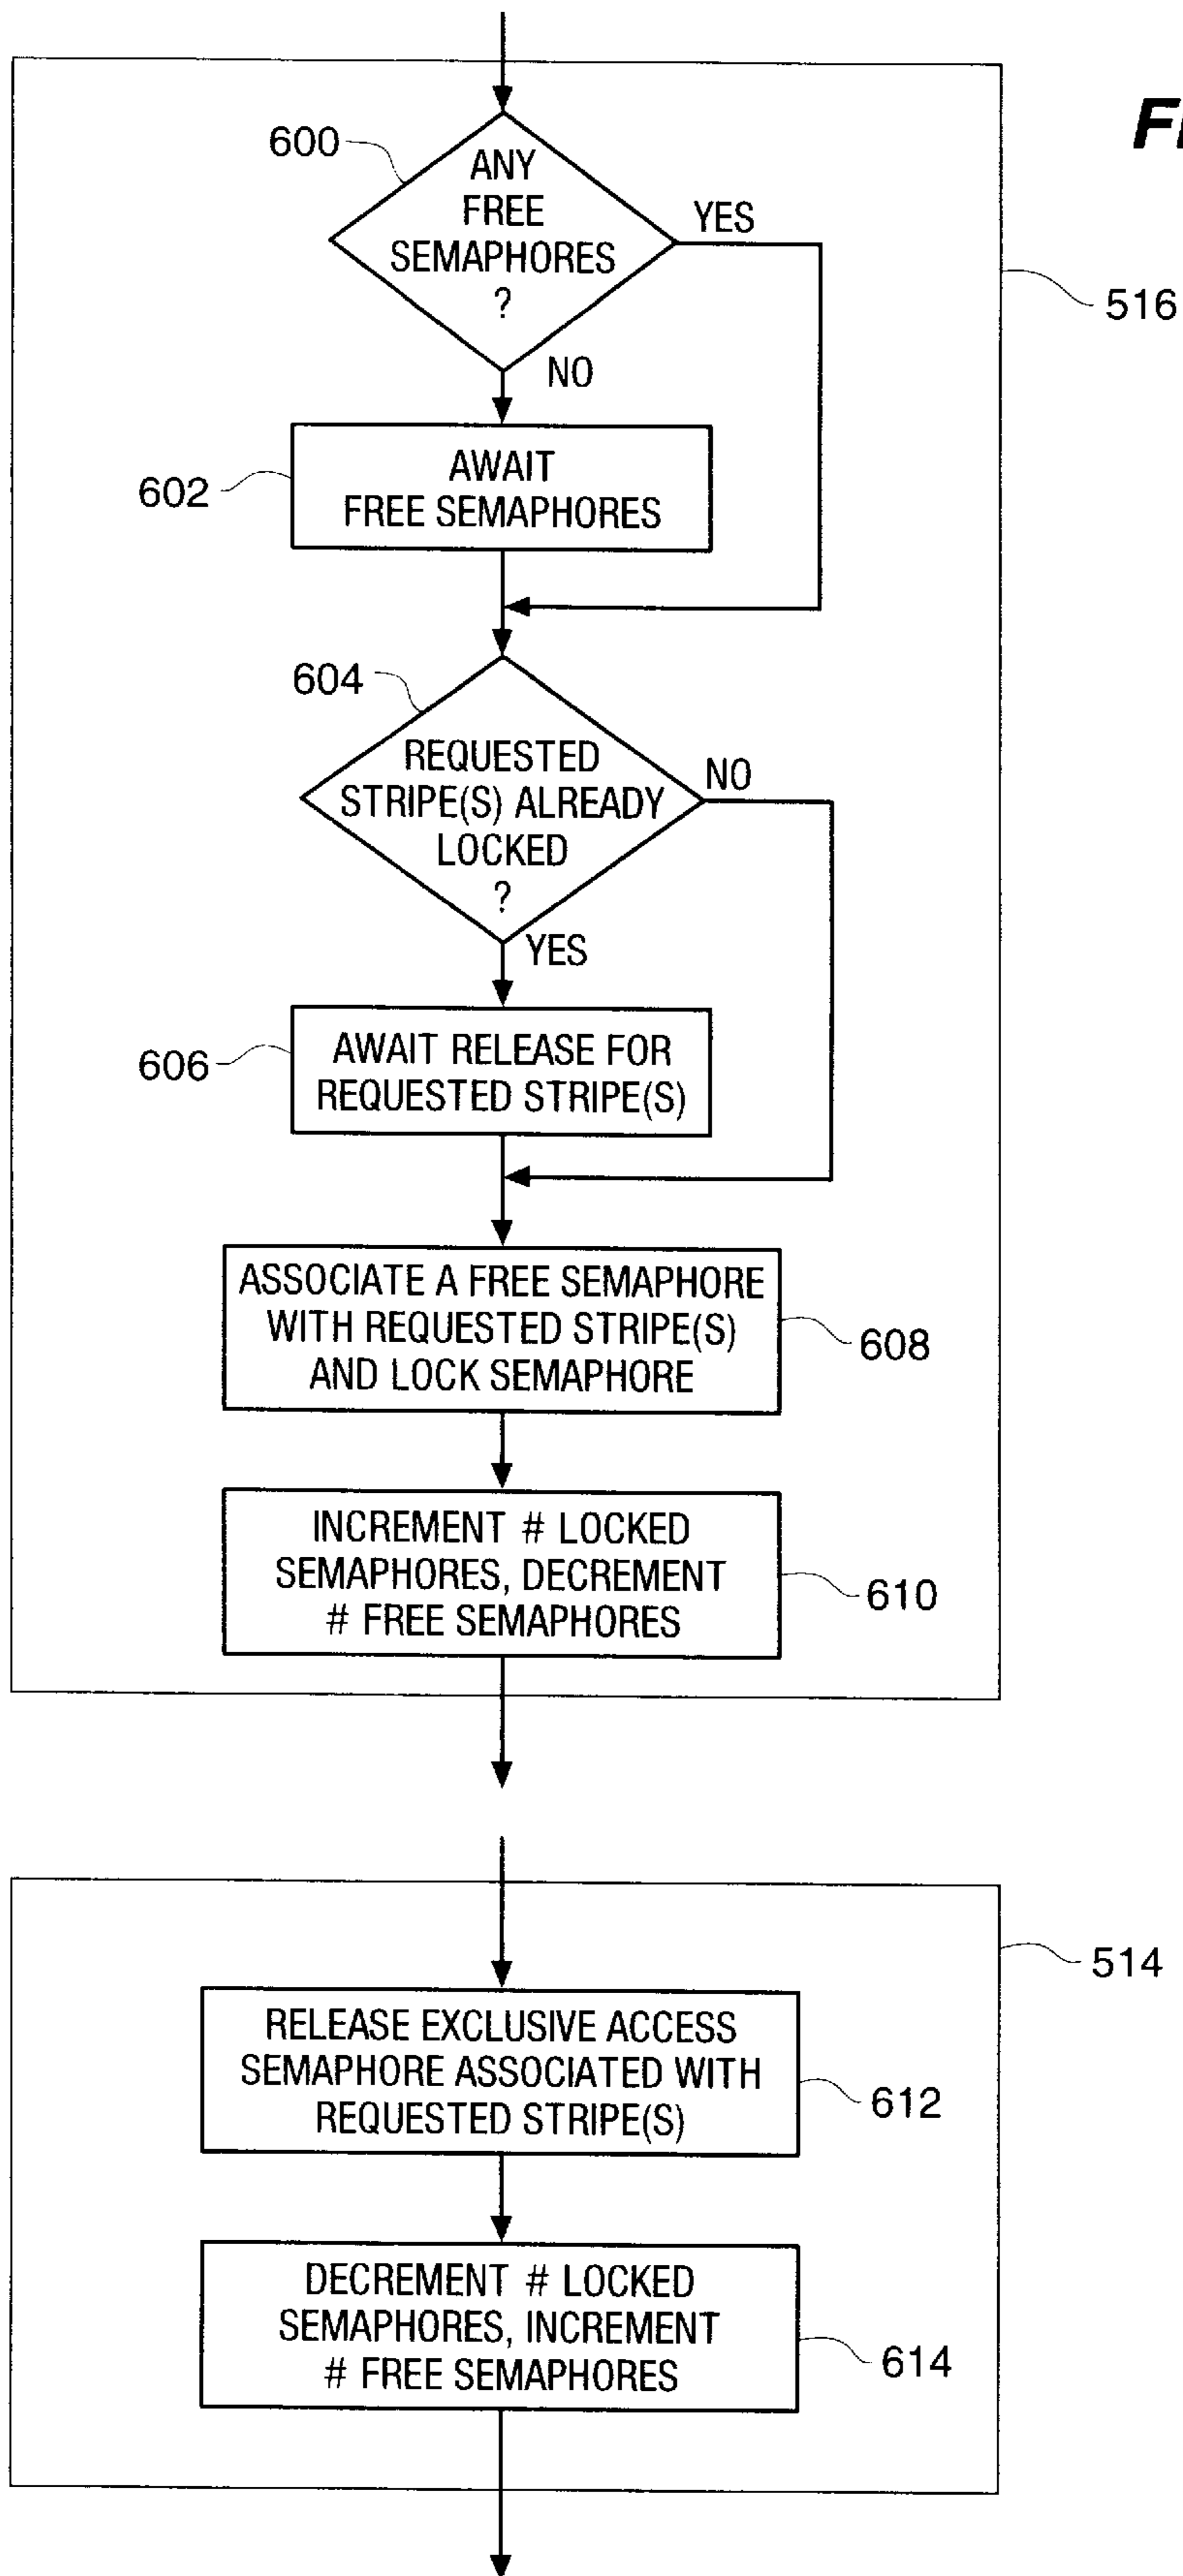 600
ANY
FREE
SEMAPHORES
?
YES
516
NO
602
AWAIT
FREE SEMAPHORES
604
REQUESTED
STRIPE(S) ALREADY
LOCKED
?
NO
YES
606
AWAIT RELEASE FOR
REQUESTED STRIPE(S)
ASSOCIATE A FREE SEMAPHORE
WITH REQUESTED STRIPE(S)
AND LOCK SEMAPHORE
608
INCREMENT # LOCKED
SEMAPHORES, DECREMENT
# FREE SEMAPHORES
610
514
RELEASE EXCLUSIVE ACCESS
SEMAPHORE ASSOCIATED WITH
REQUESTED STRIPE(S)
612
DECREMENT # LOCKED
SEMAPHORES, INCREMENT
# FREE SEMAPHORES
614